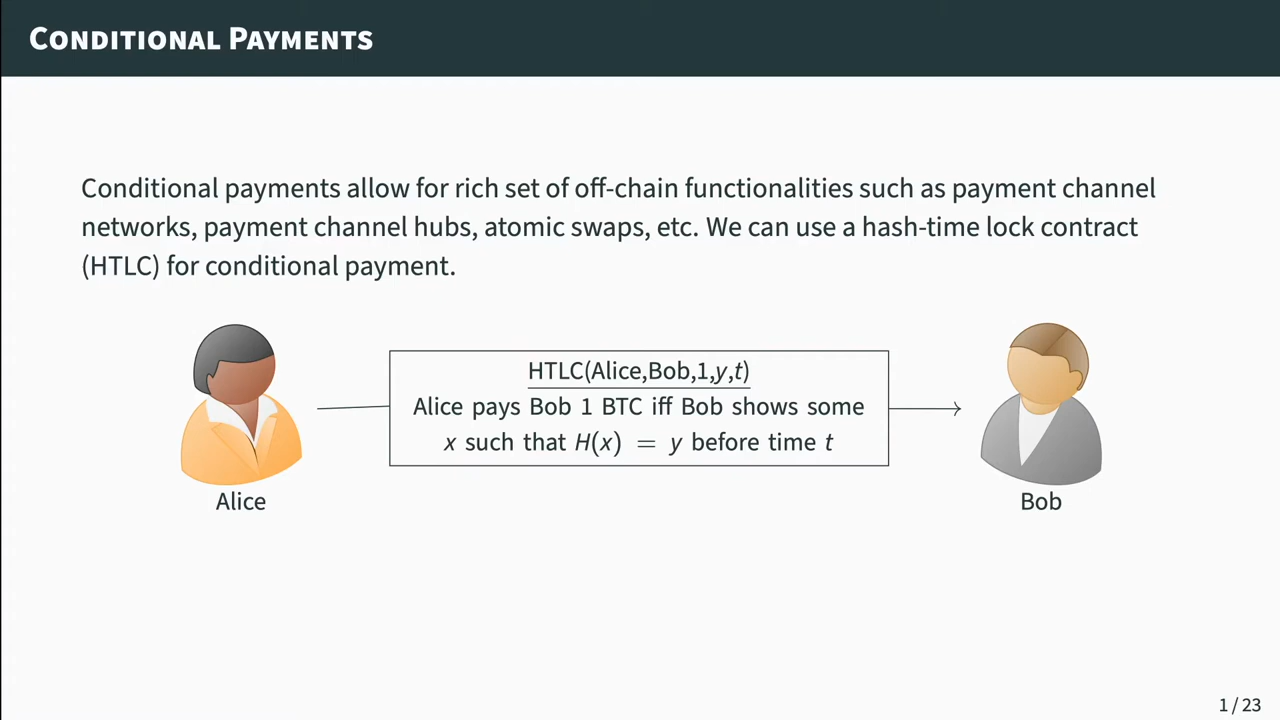 CONDITIONAL PAYMENTS
Conditional payments allow for rich set of off-chain functionalities such as payment channel
networks, payment channel hubs, atomic swaps, etc. We can use a hash-time lock contract
(HTLC) for conditional payment.
HTLC(Alice,Bob,1,y,t)
Alice pays Bob 1 BTC iff Bob shows some
x such that H(x) = y before time t
Alice
Bob
1 / 23